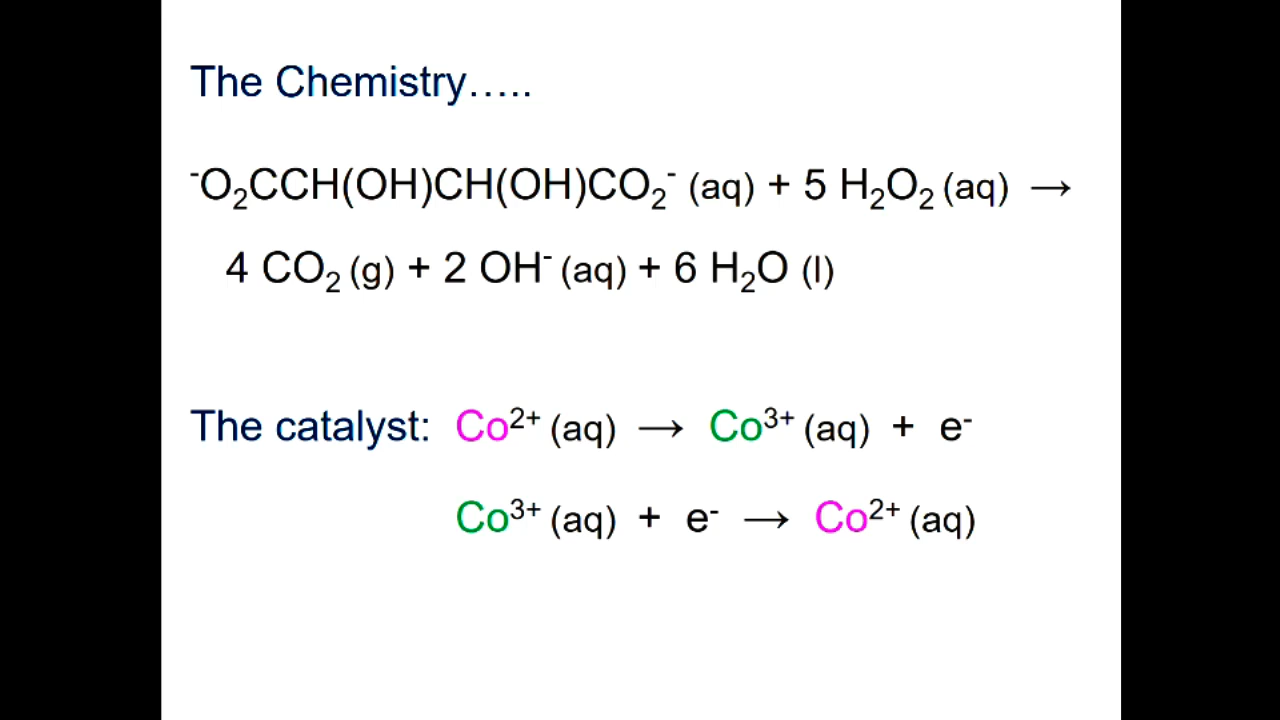 The Chemistry…..
⁻O₂CCH(OH)CH(OH)CO₂⁻ (aq) + 5 H₂O₂ (aq) →
4 CO₂ (g) + 2 OH⁻ (aq) + 6 H₂O (l)
The catalyst: Co²⁺ (aq) → Co³⁺ (aq) + e⁻
Co³⁺ (aq) + e⁻ → Co²⁺ (aq)